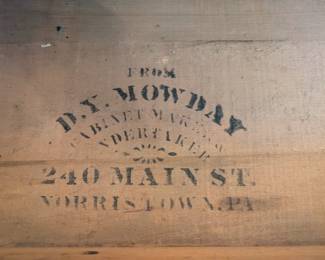 FROM
D.Y. MOWDAY
CABINET MAKER &
UNDERTAKER
240 MAIN ST.
NORRISTOWN, PA